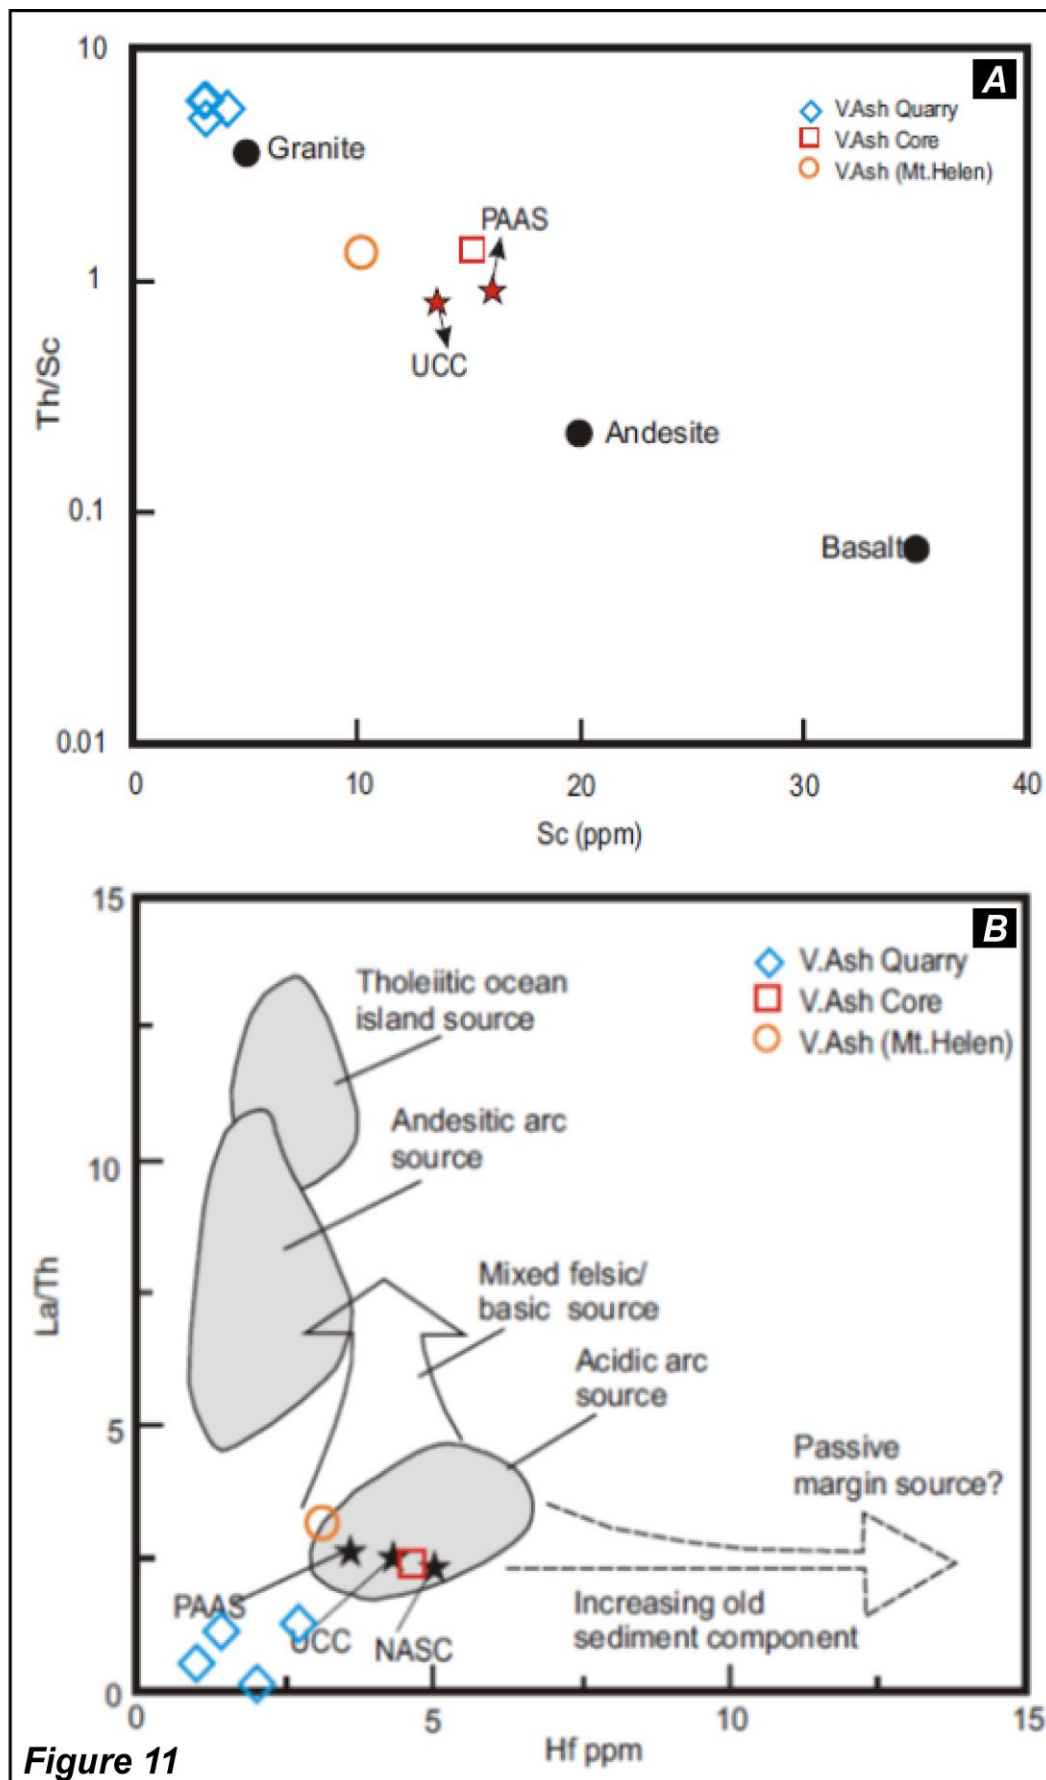 10
A
V.Ash Quarry
V.Ash Core
V.Ash (Mt.Helen)
Granite
PAAS
1
UCC
Th/Sc
Andesite
0.1
Basalt
0.01
0
10
20
30
40
Sc (ppm)
15
B
V.Ash Quarry
V.Ash Core
V.Ash (Mt.Helen)
Tholeiitic ocean
island source
Andesitic arc
source
10
La/Th
Mixed felsic/
basic source
Acidic arc
source
5
Passive
margin source?
PAAS
UCC
NASC
Increasing old
sediment component
0
0
5
10
15
Hf ppm
Figure 11